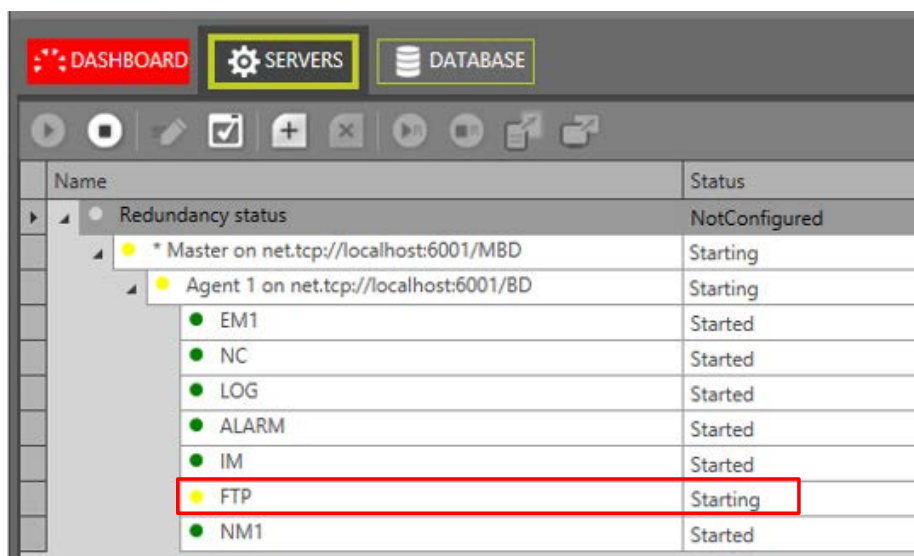 DASHBOARD SERVERS DATABASE
Name Status
Redundancy status NotConfigured
* Master on net.tcp://localhost:6001/MBD Starting
Agent 1 on net.tcp://localhost:6001/BD Starting
EM1 Started
NC Started
LOG Started
ALARM Started
IM Started
FTP Starting
NM1 Started